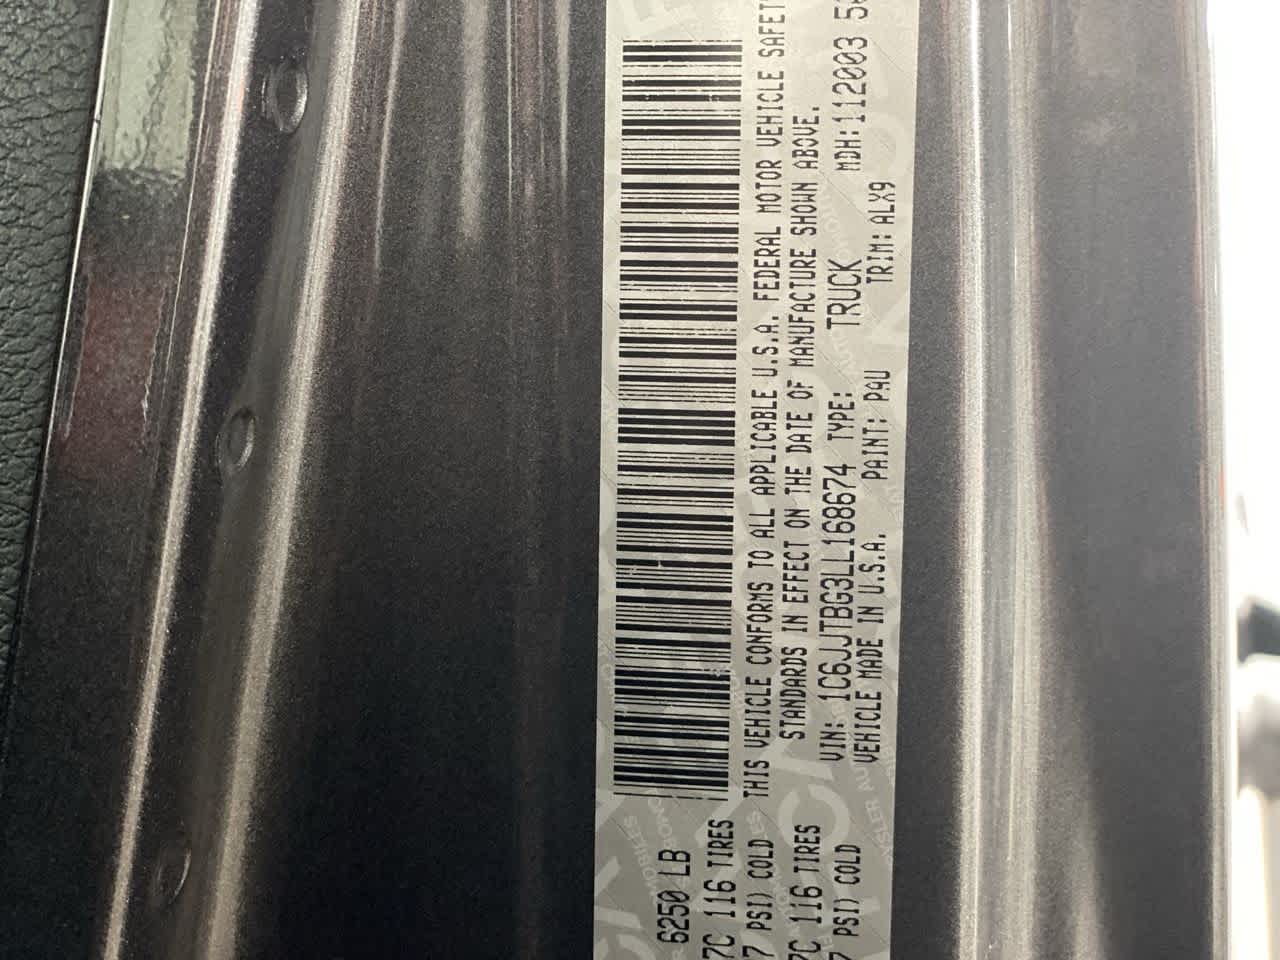 6250 LB
7C 116 TIRES
7 PSI) COLD
7C 116 TIRES
7 PSI) COLD
THIS VEHICLE CONFORMS TO ALL APPLICABLE U.S.A. FEDERAL MOTOR VEHICLE SAFET
STANDARDS IN EFFECT ON THE DATE OF MANUFACTURE SHOWN ABOVE.
VIN: 1C6JJTBG3LL168674 TYPE: TRUCK MDH:112003
VEHICLE MADE IN U.S.A. PAINT: PAU TRIM: ALX9